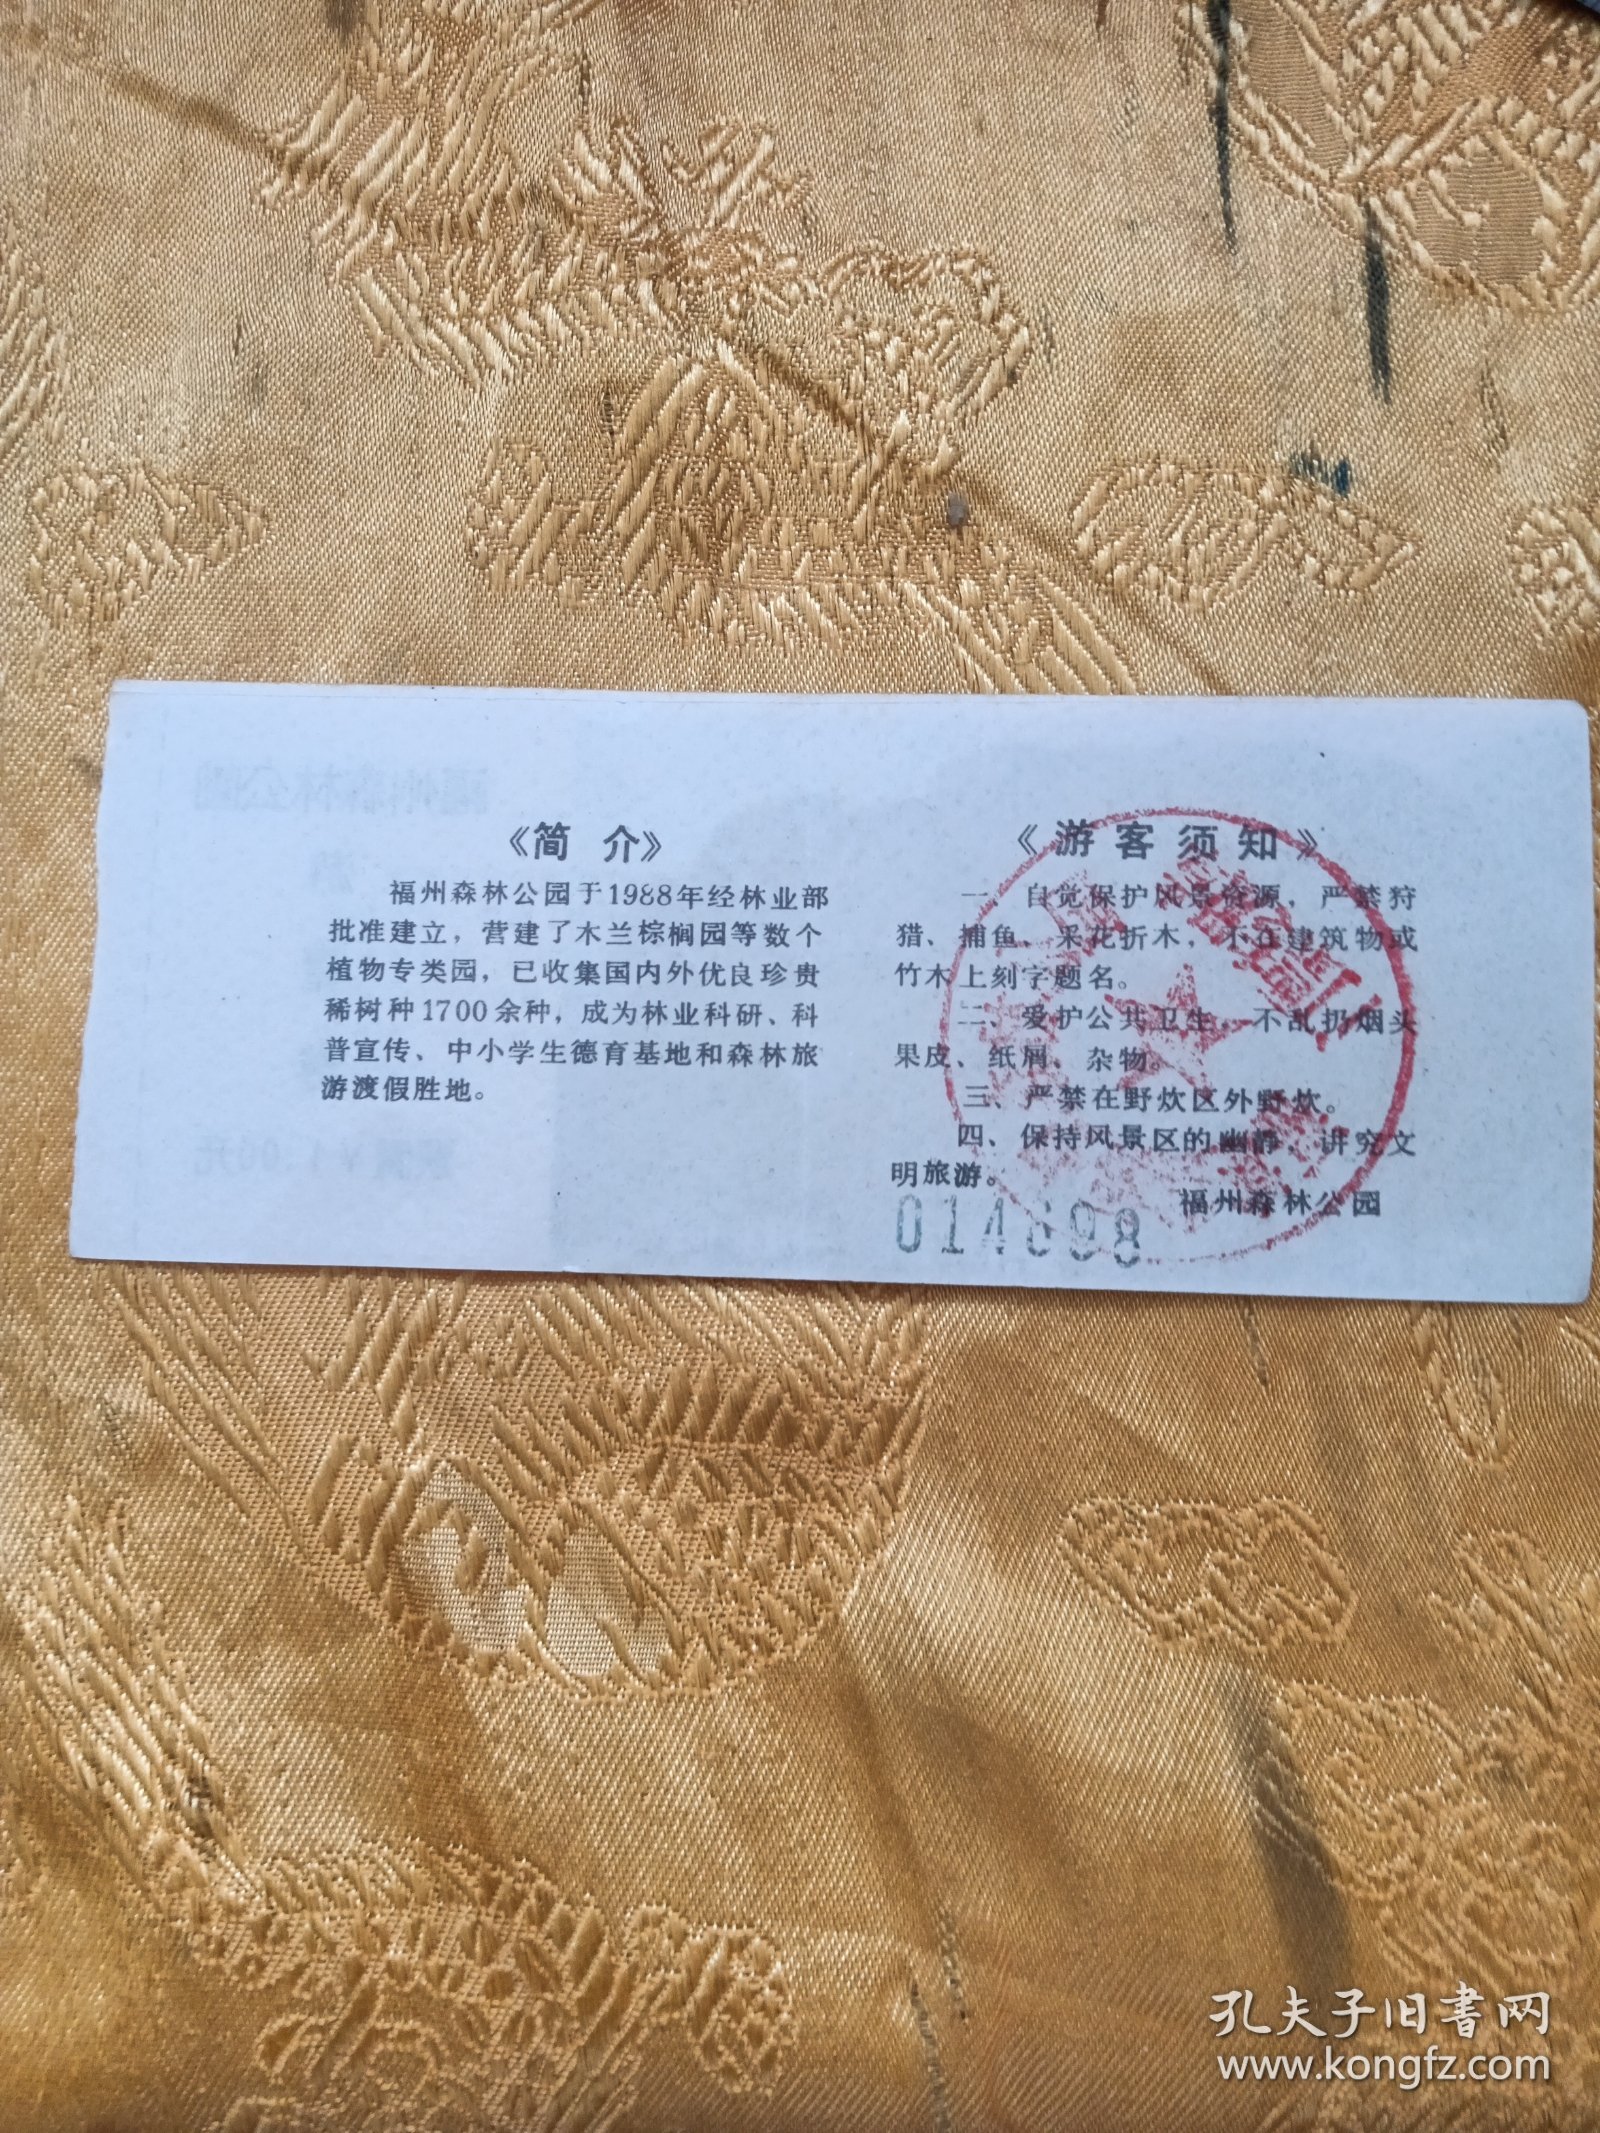 《简 介》
福州森林公园于1988年经林业部
批准建立，营建了木兰棕榈园等数个
植物专类园，已收集国内外优良珍贵
稀树种1700余种，成为林业科研、科
普宣传、中小学生德育基地和森林旅
游渡假胜地。
《游客须知》
一、自觉保护风景资源，严禁狩
猎、捕鱼、采花折木，不在建筑物或
竹木上刻字题名。
二、爱护公共卫生，不乱扔烟头
果皮、纸屑、杂物。
三、严禁在野炊区外野炊。
四、保持风景区的幽静，讲究文
明旅游。
福州森林公园
014898
孔夫子旧書网
www.kongfz.com